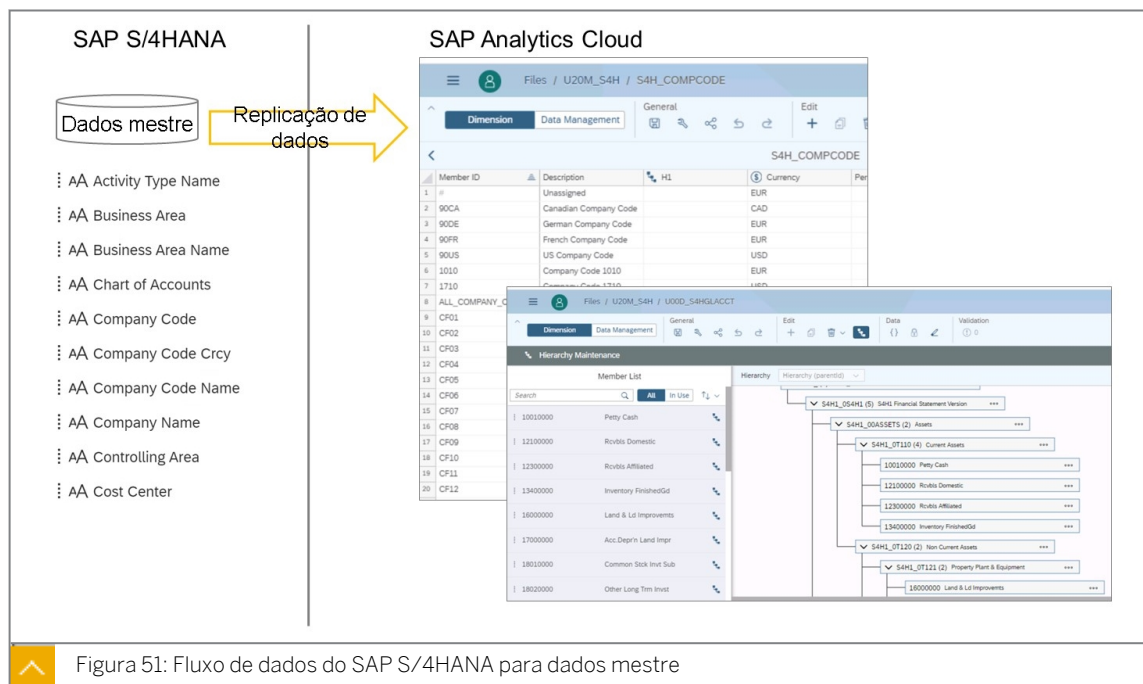 SAP S/4HANA
SAP Analytics Cloud
Dados mestre
Replicação de
dados
AA Activity Type Name
AA Business Area
AA Business Area Name
AA Chart of Accounts
AA Company Code
AA Company Code Crcy
AA Company Code Name
AA Company Name
AA Controlling Area
AA Cost Center
Files / U20M_S4H / S4H_COMPCODE
General
Edit
Dimension
Data Management
S4H_COMPCODE
Member ID
Description
H1
Currency
Per
1 # Unassigned EUR
2 90CA Canadian Company Code CAD
3 90DE German Company Code EUR
4 90FR French Company Code EUR
5 90US US Company Code USD
6 1010 Company Code 1010 EUR
7 1710 Company Code 1710 USD
8 ALL_COMPANY_C
9 CF01
10 CF02
11 CF03
12 CF04
13 CF05
14 CF06
15 CF07
16 CF08
17 CF09
18 CF10
19 CF11
20 CF12
Files / U20M_S4H / U00D_S4HGLACCT
General
Edit
Data
Validation
Dimension
Data Management
0
Hierarchy Maintenance
Member List
Search
All
In Use
10010000 Petty Cash
12100000 Rcvbls Domestic
12300000 Rcvbls Affiliated
13400000 Inventory FinishedGd
16000000 Land & Ld Improvemts
17000000 Acc.Depr'n Land Impr
18010000 Common Stck Invt Sub
18020000 Other Long Trm Invst
Hierarchy
Hierarchy (parentId)
S4H1_0S4H1 (5) S4H1 Financial Statement Version
S4H1_00ASSETS (2) Assets
S4H1_0T110 (4) Current Assets
10010000 Petty Cash
12100000 Rcvbls Domestic
12300000 Rcvbls Affiliated
13400000 Inventory FinishedGd
S4H1_0T120 (2) Non Current Assets
S4H1_0T121 (2) Property Plant & Equipment
16000000 Land & Ld Improvemts
Figura 51: Fluxo de dados do SAP S/4HANA para dados mestre